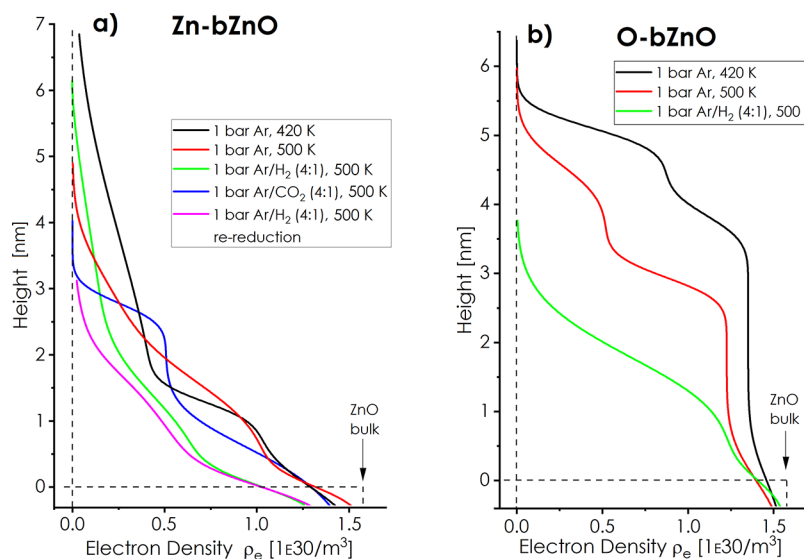 a) Zn-bZnO
7
6
5
4
3
2
1
0
Height [nm]
1 bar Ar, 420 K
1 bar Ar, 500 K
1 bar Ar/H₂ (4:1), 500 K
1 bar Ar/CO₂ (4:1), 500 K
1 bar Ar/H₂ (4:1), 500 K
re-reduction
ZnO
bulk
0.0 0.5 1.0 1.5
Electron Density ρₑ [1E30/m³]
b) O-bZnO
6
5
4
3
2
1
0
Height [nm]
1 bar Ar, 420 K
1 bar Ar, 500 K
1 bar Ar/H₂ (4:1), 500
ZnO
bulk
0.0 0.5 1.0 1.5
Electron Density ρₑ [1E30/m³]